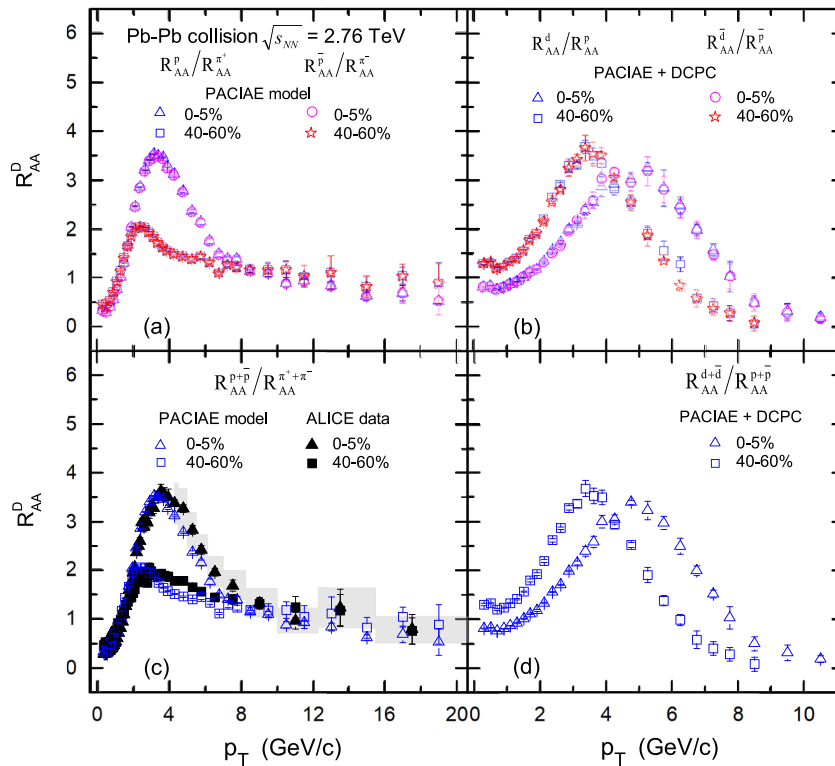 Pb-Pb collision √s_NN = 2.76 TeV
R_AA^p/R_AA^π+ R_AA^p̅/R_AA^π-
PACIAE model
0-5% 0-5%
40-60% 40-60%
R_AA^D
6
5
4
3
2
1
0
(a)
R_AA^d/R_AA^p R_AA^d̅/R_AA^p̅
PACIAE + DCPC
0-5% 0-5%
40-60% 40-60%
(b)
R_AA^p+p̅/R_AA^π++π-
PACIAE model ALICE data
0-5% 0-5%
40-60% 40-60%
R_AA^D
6
5
4
3
2
1
0
(c)
0 4 8 12 16 20
p_T (GeV/c)
R_AA^d+d̅/R_AA^p+p̅
PACIAE + DCPC
0-5%
40-60%
(d)
2 4 6 8 10
p_T (GeV/c)